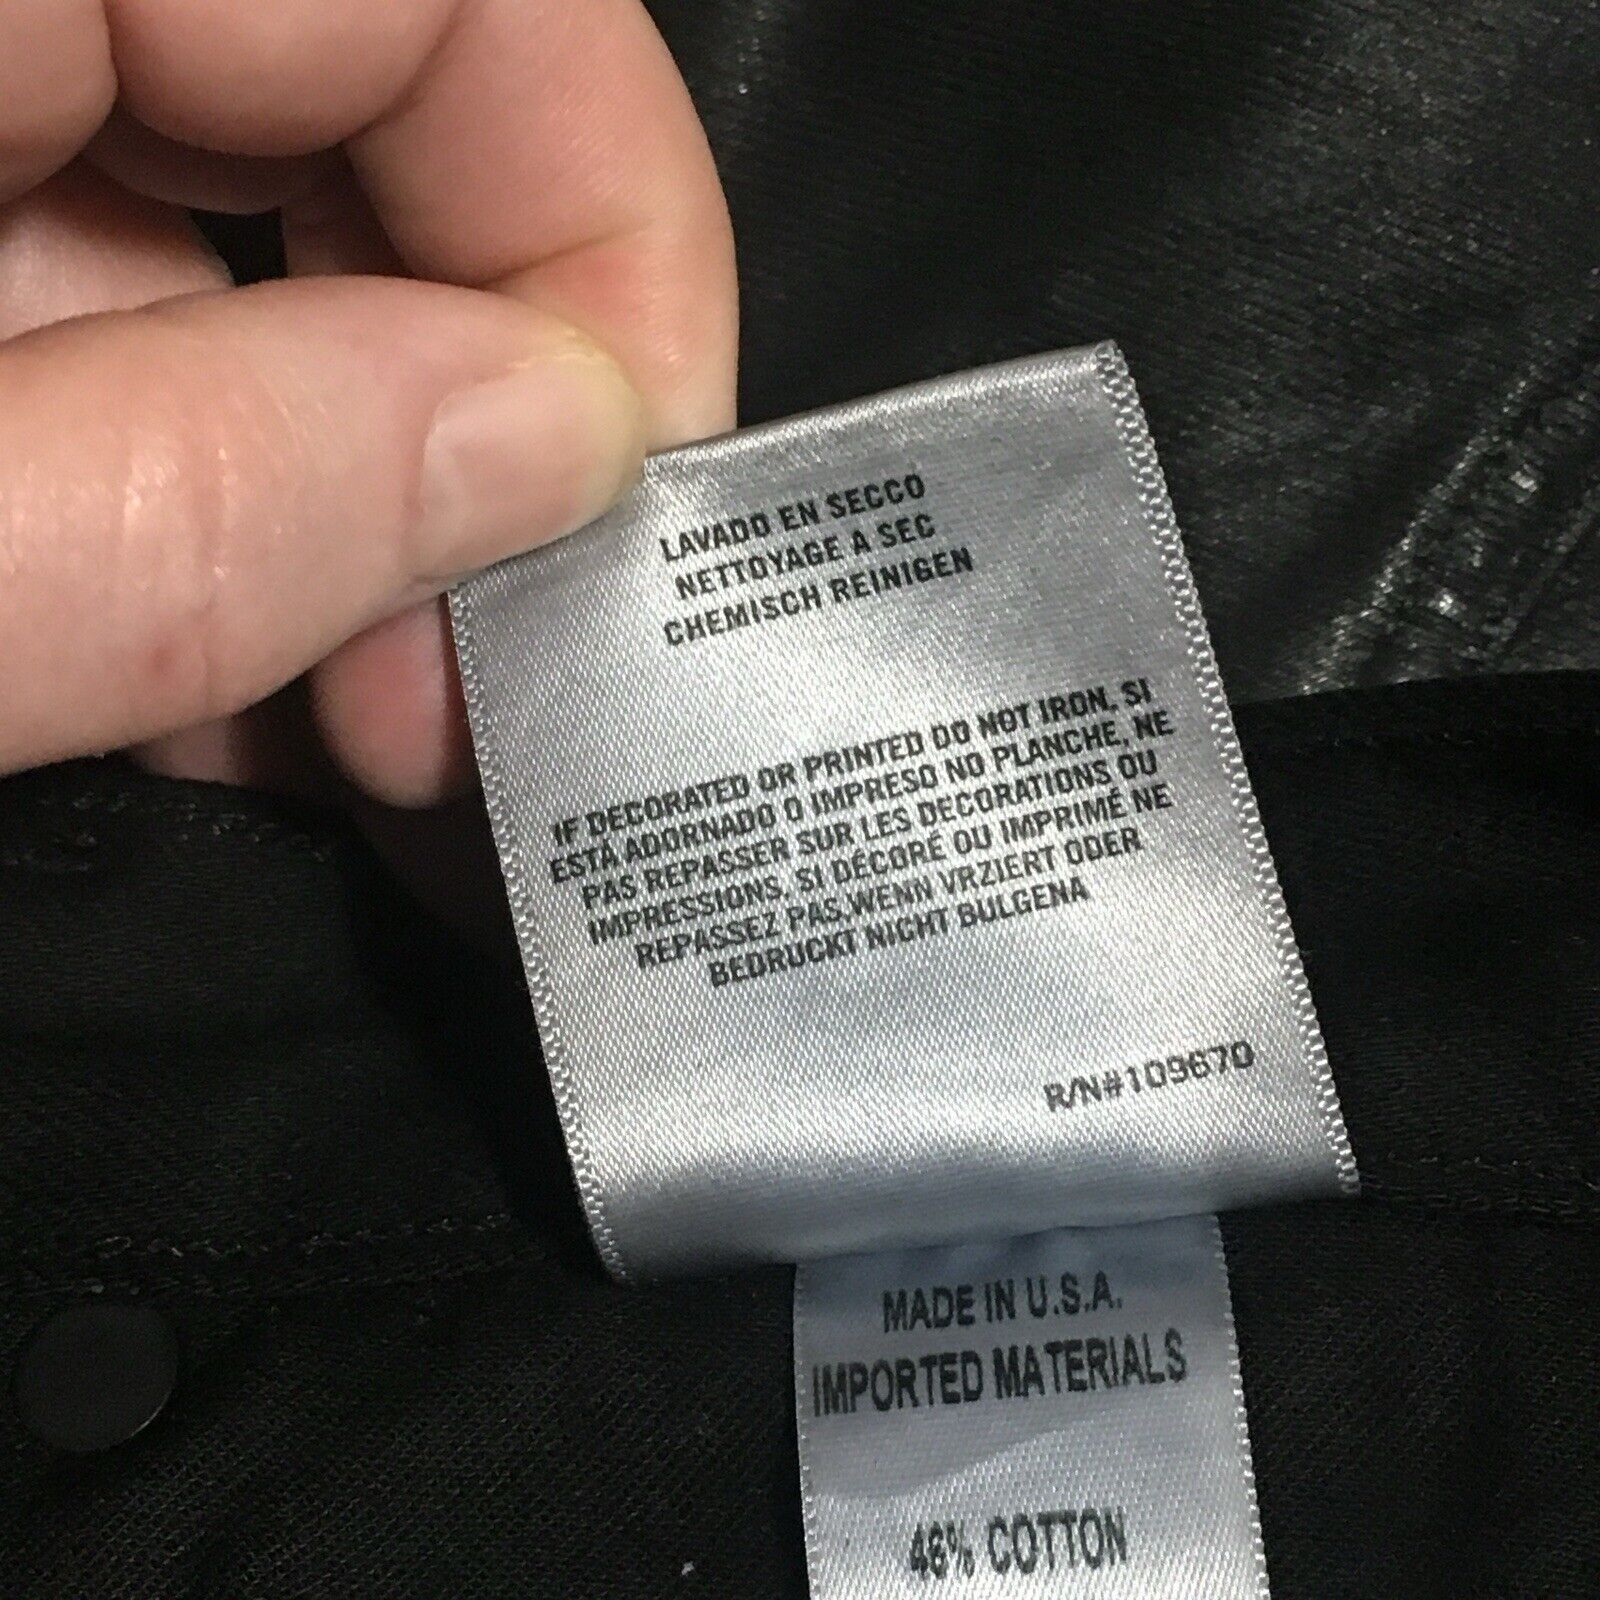 LAVADO EN SECCO
NETTOYAGE A SEC
CHEMISCH REINIGEN
IF DECORATED OR PRINTED DO NOT IRON, SI
ESTÀ ADORNADO O IMPRESO NO PLANCHE, NE
PAS REPASSER SUR LES DECORATIONS OU
IMPRESSIONS, SI DÉCORÉ OU IMPRIMÉ NE
REPASSEZ PAS.WENN VRZIERT ODER
BEDRUCKT NICHT BULGENA
R/N#109670
MADE IN U.S.A.
IMPORTED MATERIALS
46% COTTON